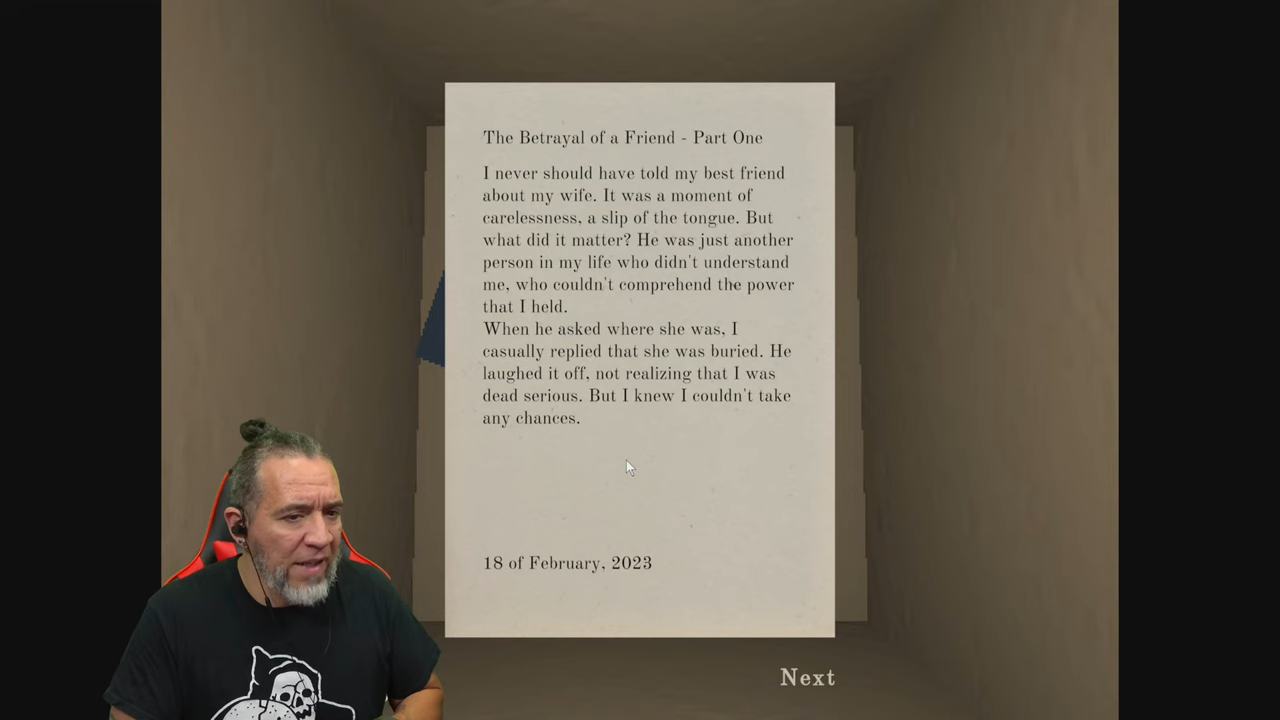 The Betrayal of a Friend - Part One
I never should have told my best friend
about my wife. It was a moment of
carelessness, a slip of the tongue. But
what did it matter? He was just another
person in my life who didn't understand
me, who couldn't comprehend the power
that I held.
When he asked where she was, I
casually replied that she was buried. He
laughed it off, not realizing that I was
dead serious. But I knew I couldn't take
any chances.
18 of February, 2023
Next